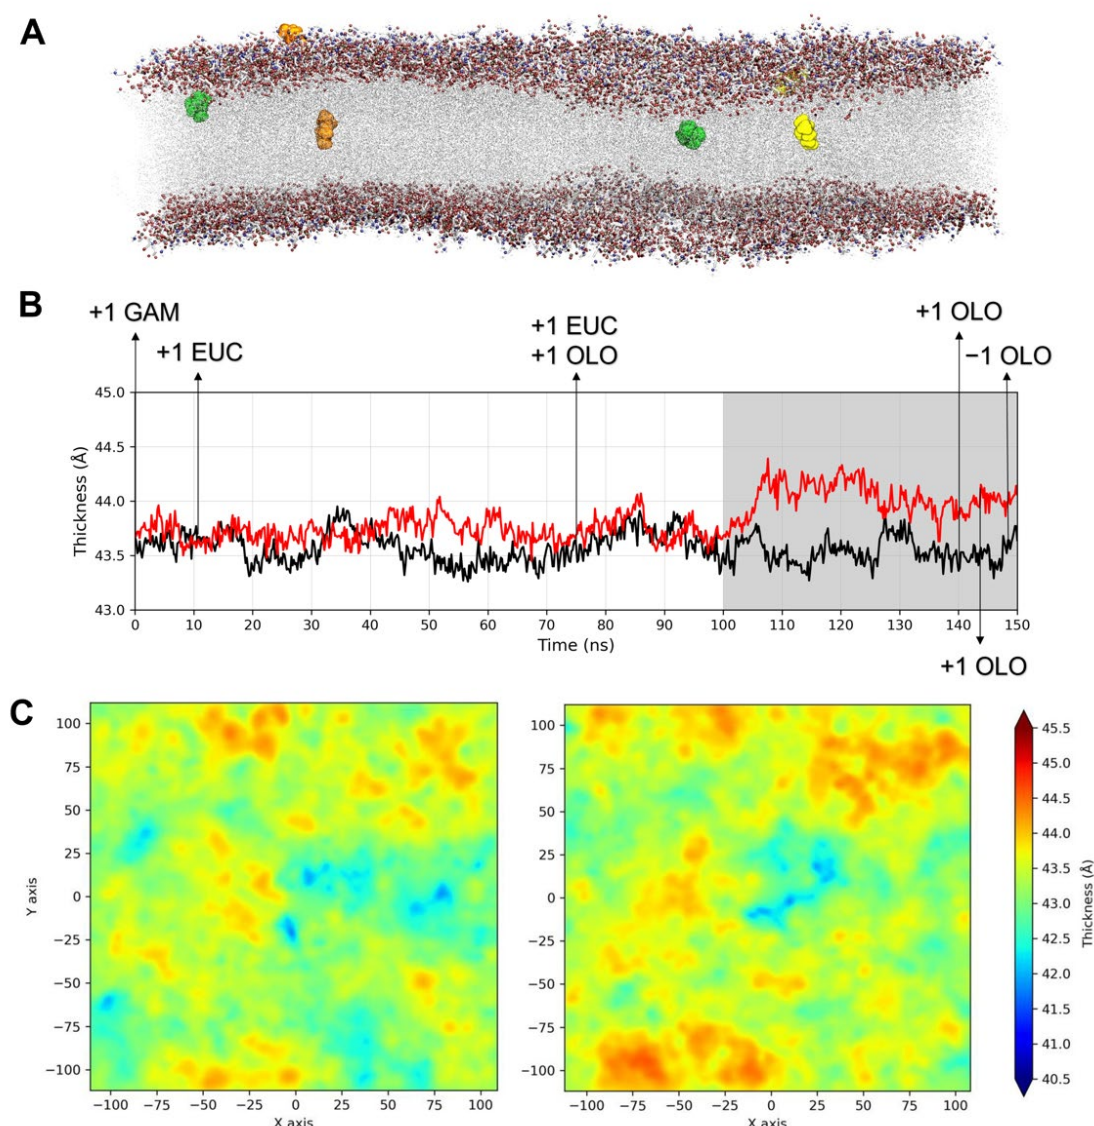 A
B
+1 GAM
+1 EUC
+1 EUC
+1 OLO
+1 OLO
−1 OLO
45.0
44.5
44.0
43.5
43.0
Thickness (Å)
0 10 20 30 40 50 60 70 80 90 100 110 120 130 140 150
Time (ns)
+1 OLO
C
100
75
50
25
0
−25
−50
−75
−100
Y axis
−100 −75 −50 −25 0 25 50 75 100
X axis
100
75
50
25
0
−25
−50
−75
−100
−100 −75 −50 −25 0 25 50 75 100
X axis
45.5
45.0
44.5
44.0
43.5
43.0
42.5
42.0
41.5
41.0
40.5
Thickness (Å)